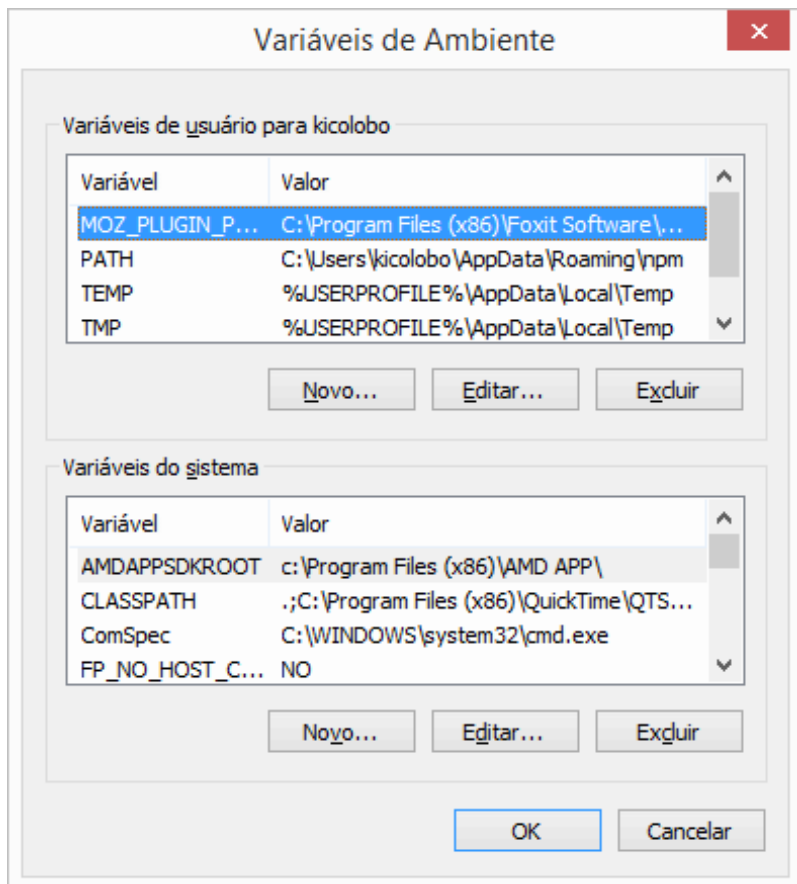 Variáveis de Ambiente
Variáveis de usuário para kicolobo
Variável Valor
MOZ_PLUGIN_P... C:\Program Files (x86)\Foxit Software\...
PATH C:\Users\kicolobo\AppData\Roaming\npm
TEMP %USERPROFILE%\AppData\Local\Temp
TMP %USERPROFILE%\AppData\Local\Temp
Novo... Editar... Excluir
Variáveis do sistema
Variável Valor
AMDAPPSDKROOT c:\Program Files (x86)\AMD APP\
CLASSPATH .;C:\Program Files (x86)\QuickTime\QTS...
ComSpec C:\WINDOWS\system32\cmd.exe
FP_NO_HOST_C... NO
Novo... Editar... Excluir
OK Cancelar